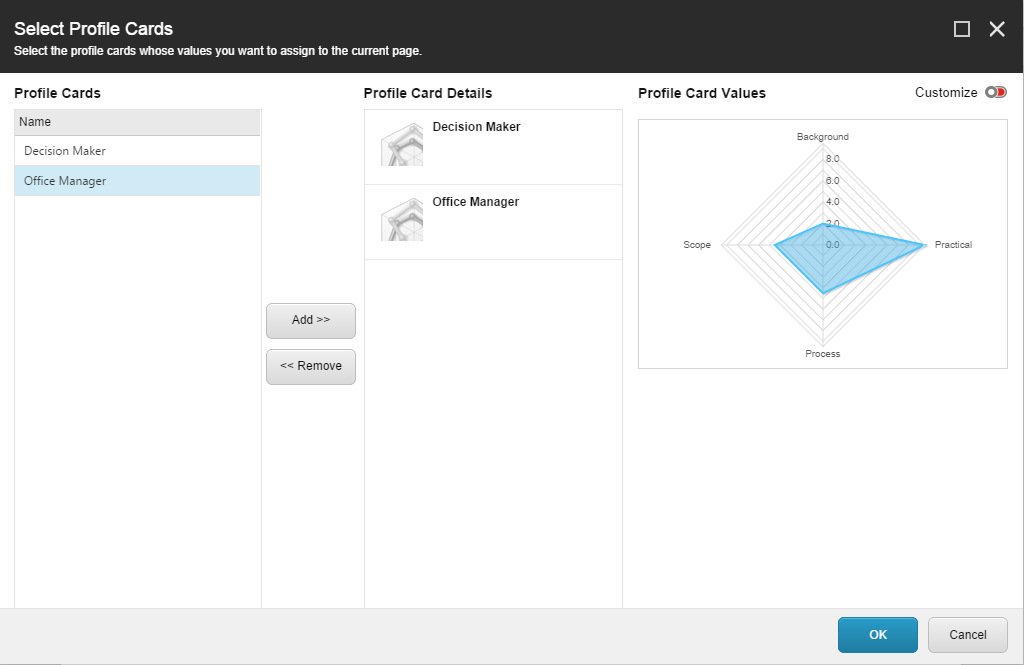 Select Profile Cards
Select the profile cards whose values you want to assign to the current page.
Profile Cards
Name
Decision Maker
Office Manager
Add >>
<< Remove
Profile Card Details
Decision Maker
Office Manager
Profile Card Values
Customize
Background
8.0
6.0
4.0
2.0
0.0
Scope
Practical
Process
OK
Cancel